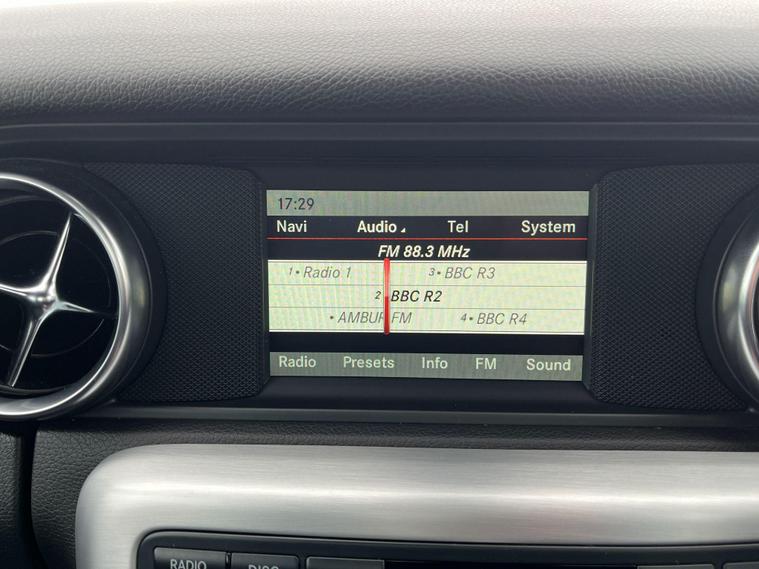 17:29
Navi Audio Tel System
FM 88.3 MHz
1• Radio 1 3• BBC R3
2 BBC R2
• AMBUR FM 4• BBC R4
Radio Presets Info FM Sound
RADIO DISC